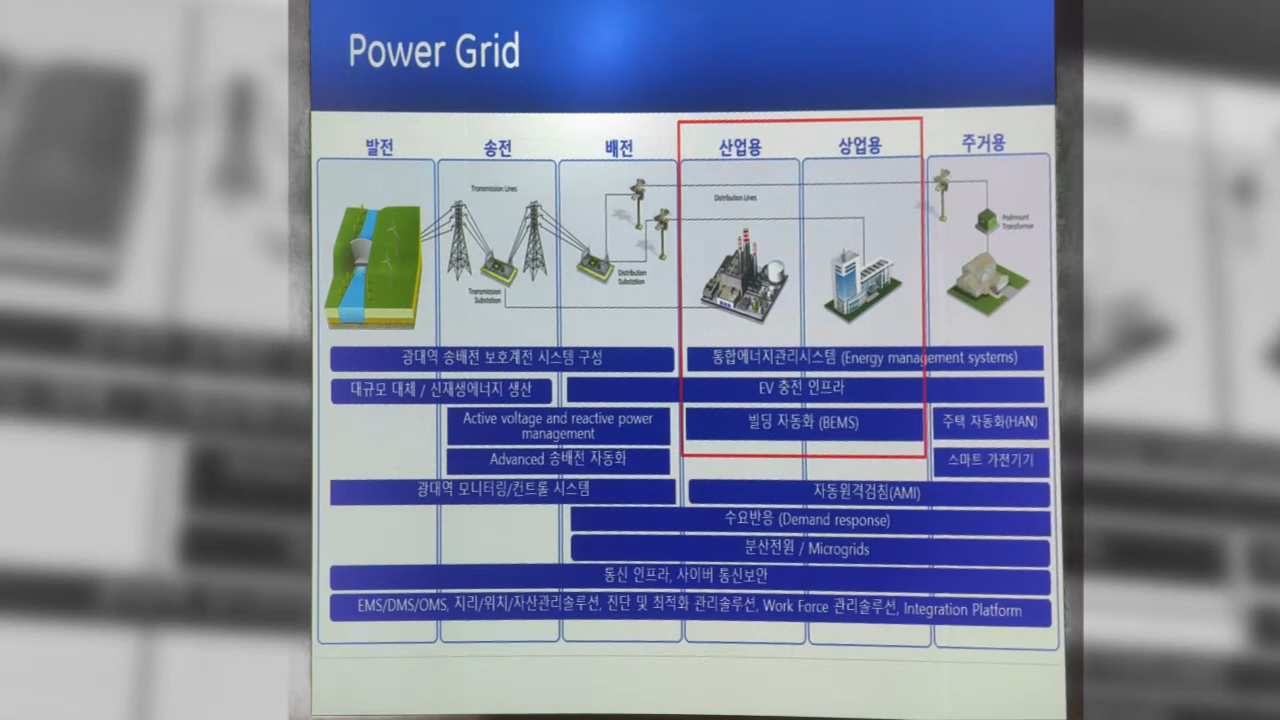 Power Grid
발전
송전
배전
산업용
상업용
주거용
Transmission Lines
Distribution Lines
Padmount
Transformer
Transmission
Substation
Distribution
Substation
광대역 송배전 보호계전 시스템 구성
통합에너지관리시스템 (Energy management systems)
대규모 대체 / 신재생에너지 생산
EV 충전 인프라
Active voltage and reactive power
management
빌딩 자동화 (BEMS)
주택 자동화(HAN)
Advanced 송배전 자동화
스마트 가전기기
광대역 모니터링/컨트롤 시스템
자동원격검침(AMI)
수요반응 (Demand response)
분산전원 / Microgrids
통신 인프라, 사이버 통신보안
EMS/DMS/OMS, 지리/위치/자산관리솔루션, 진단 및 최적화 관리솔루션, Work Force 관리솔루션, Integration Platform